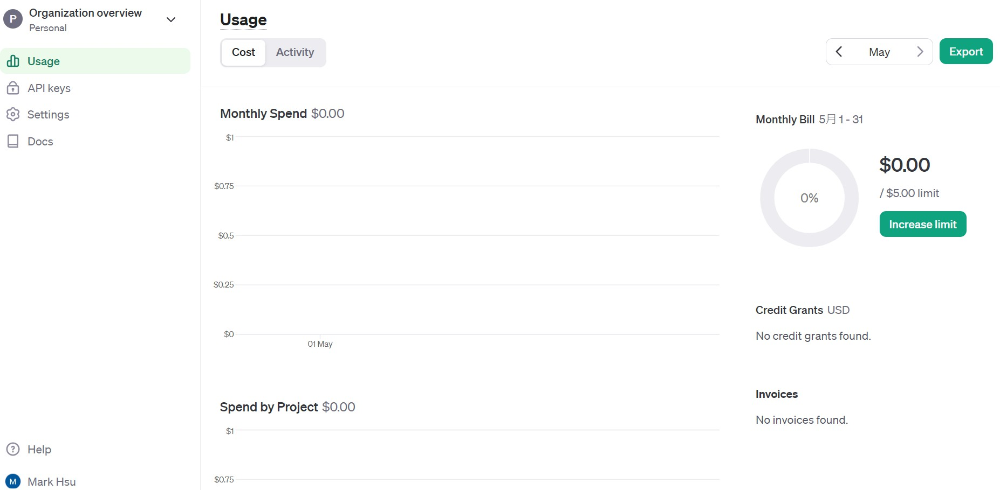 P
Organization overview
Personal
Usage
API keys
Settings
Docs
Help
M
Mark Hsu
Usage
Cost
Activity
May
Export
Monthly Spend $0.00
$1
$0.75
$0.5
$0.25
$0
01 May
Spend by Project $0.00
$1
$0.75
Monthly Bill 5月 1 - 31
0%
$0.00
/ $5.00 limit
Increase limit
Credit Grants USD
No credit grants found.
Invoices
No invoices found.